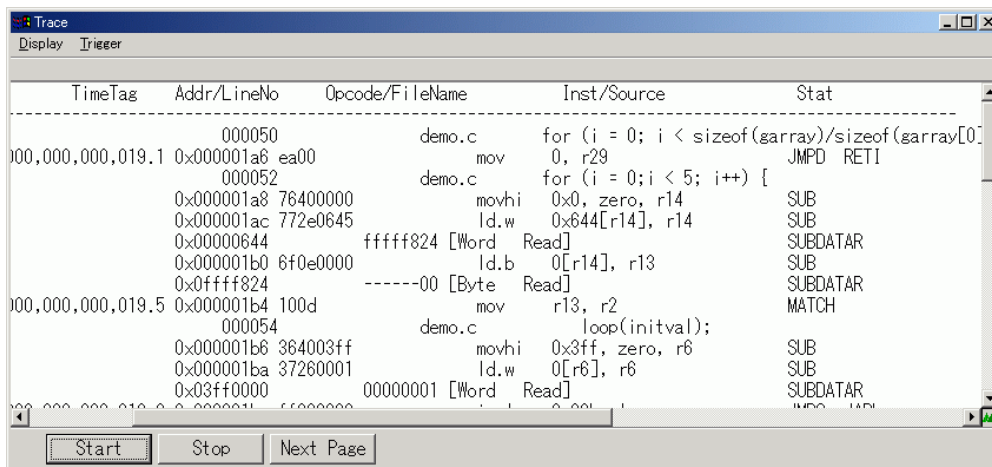 Trace
Display Trigger
TimeTag Addr/LineNo Opcode/FileName Inst/Source Stat
000050 demo.c for (i = 0; i < sizeof(garray)/sizeof(garray[0]
000,000,000,019.1 0x000001a6 ea00 mov 0, r29 JMPD RETI
000052 demo.c for (i = 0;i < 5; i++) {
0x000001a8 76400000 movhi 0x0, zero, r14 SUB
0x000001ac 772e0645 ld.w 0x644[r14], r14 SUB
0x00000644 fffff824 [Word Read] SUBDATAR
0x000001b0 6f0e0000 ld.b 0[r14], r13 SUB
0x0ffff824 ------00 [Byte Read] SUBDATAR
000,000,000,019.5 0x000001b4 100d mov r13, r2 MATCH
000054 demo.c loop(initval);
0x000001b6 364003ff movhi 0x3ff, zero, r6 SUB
0x000001ba 37260001 ld.w 0[r6], r6 SUB
0x03ff0000 00000001 [Word Read] SUBDATAR
Start Stop Next Page